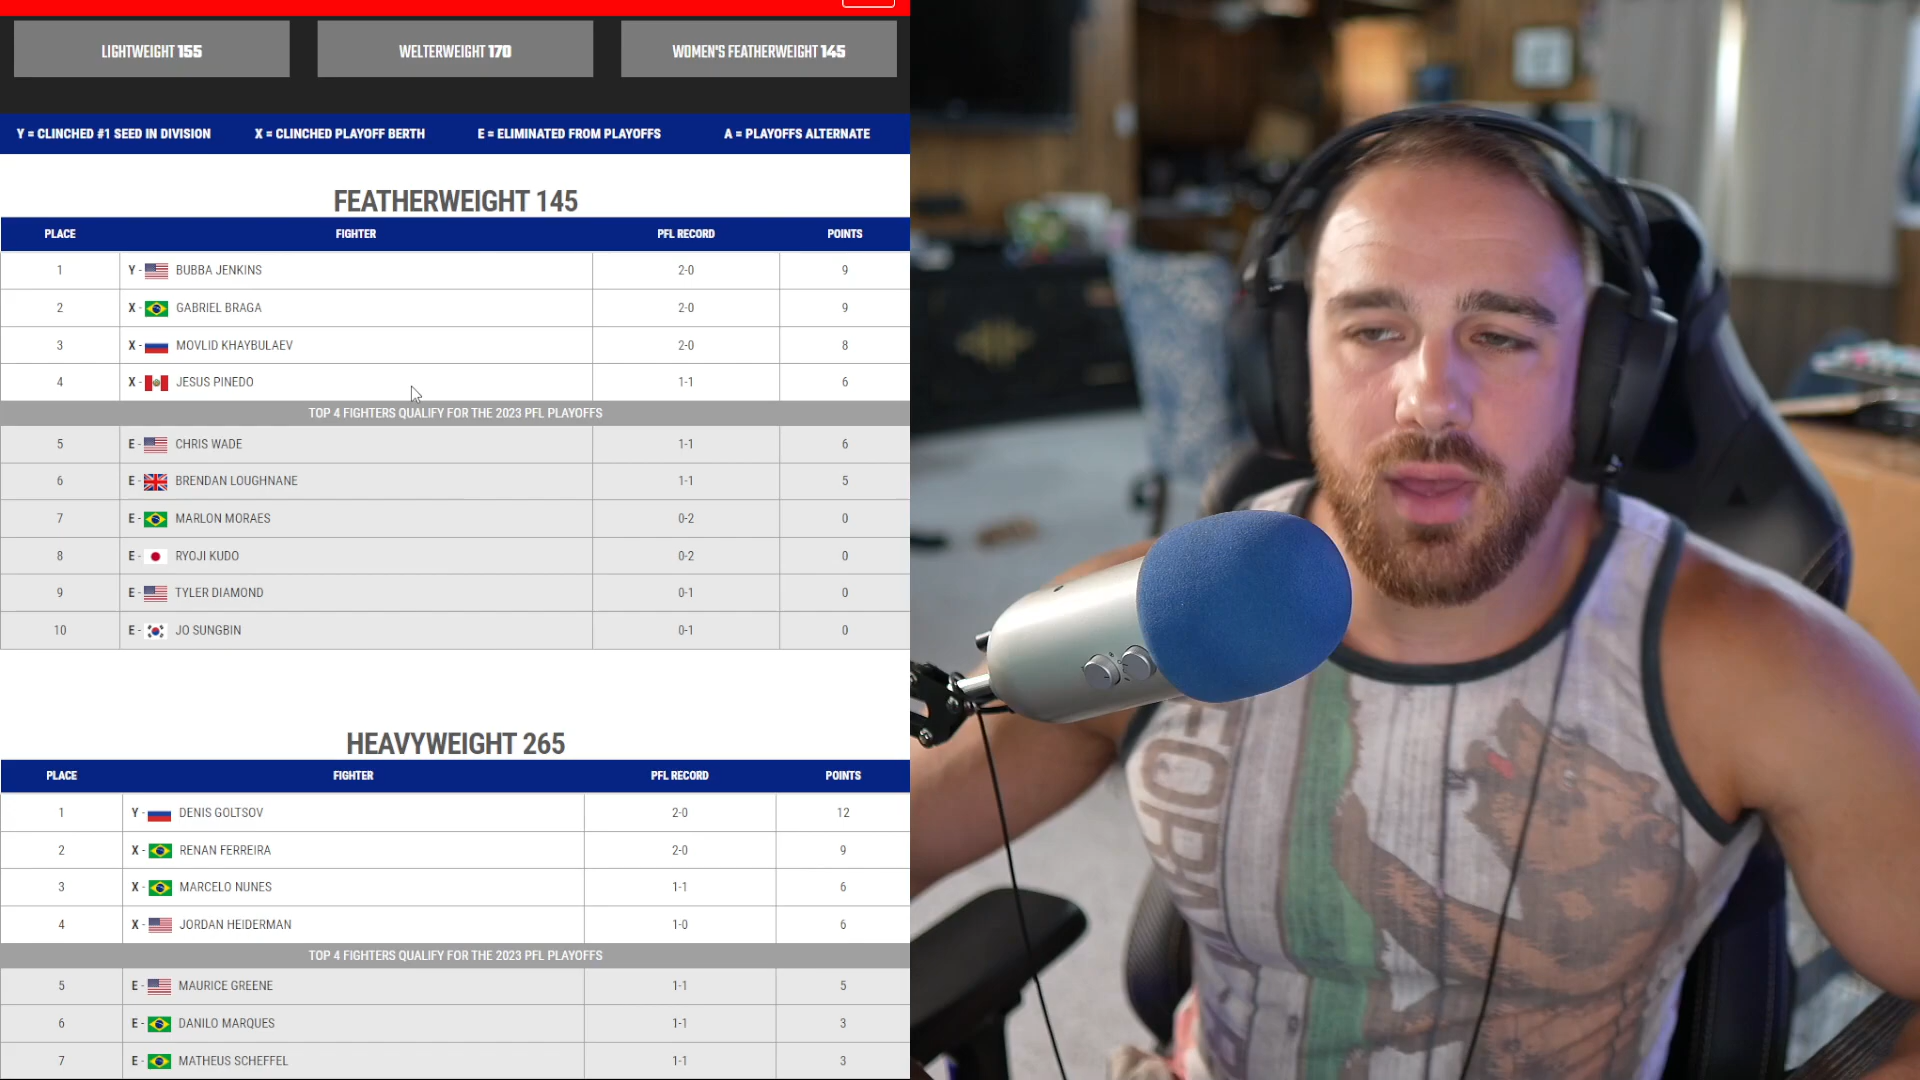 LIGHTWEIGHT 155
WELTERWEIGHT 170
WOMEN'S FEATHERWEIGHT 145
Y = CLINCHED #1 SEED IN DIVISION
X = CLINCHED PLAYOFF BERTH
E = ELIMINATED FROM PLAYOFFS
A = PLAYOFFS ALTERNATE
FEATHERWEIGHT 145
PLACE FIGHTER PFL RECORD POINTS
1 Y - BUBBA JENKINS 2-0 9
2 X - GABRIEL BRAGA 2-0 9
3 X - MOVLID KHAYBULAEV 2-0 8
4 X - JESUS PINEDO 1-1 6
TOP 4 FIGHTERS QUALIFY FOR THE 2023 PFL PLAYOFFS
5 E - CHRIS WADE 1-1 6
6 E - BRENDAN LOUGHNANE 1-1 5
7 E - MARLON MORAES 0-2 0
8 E - RYOJI KUDO 0-2 0
9 E - TYLER DIAMOND 0-1 0
10 E - JO SUNGBIN 0-1 0
HEAVYWEIGHT 265
PLACE FIGHTER PFL RECORD POINTS
1 Y - DENIS GOLTSOV 2-0 12
2 X - RENAN FERREIRA 2-0 9
3 X - MARCELO NUNES 1-1 6
4 X - JORDAN HEIDERMAN 1-0 6
TOP 4 FIGHTERS QUALIFY FOR THE 2023 PFL PLAYOFFS
5 E - MAURICE GREENE 1-1 5
6 E - DANILO MARQUES 1-1 3
7 E - MATHEUS SCHEFFEL 1-1 3